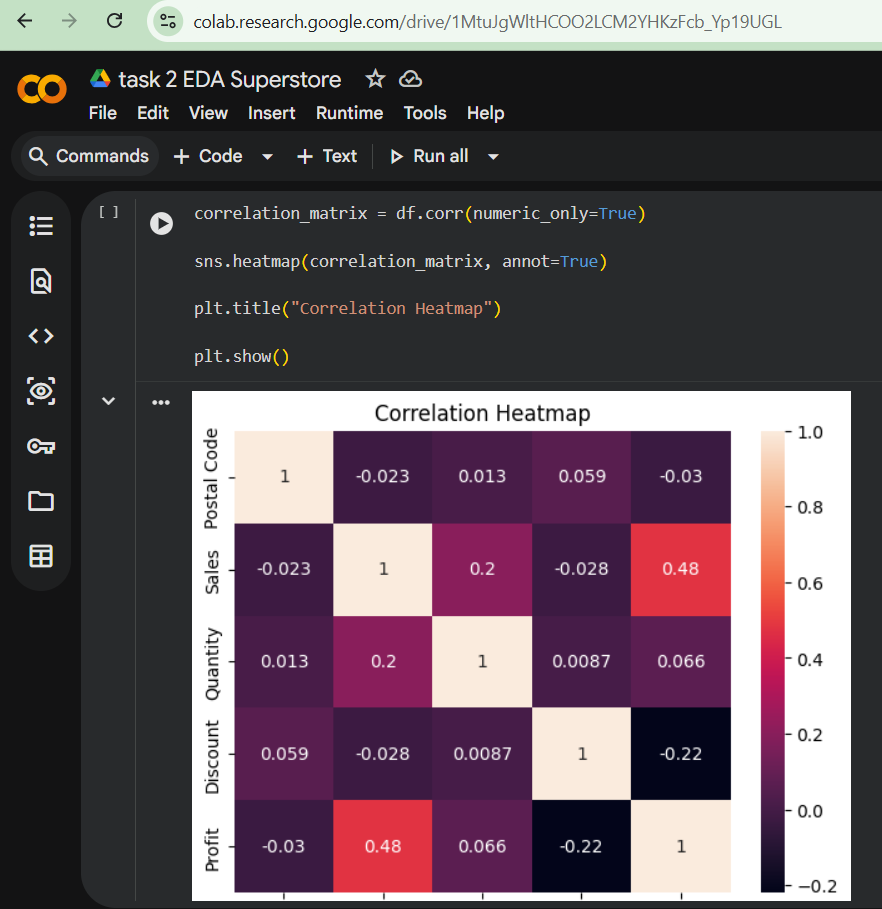 colab.research.google.com/drive/1MtuJgWltHCOO2LCM2YHKzFcb_Yp19UGL
CO
task 2 EDA Superstore
File Edit View Insert Runtime Tools Help
Commands + Code + Text Run all
[ ]
correlation_matrix = df.corr(numeric_only=True)
sns.heatmap(correlation_matrix, annot=True)
plt.title("Correlation Heatmap")
plt.show()
Correlation Heatmap
Postal Code 1 -0.023 0.013 0.059 -0.03
Sales -0.023 1 0.2 -0.028 0.48
Quantity 0.013 0.2 1 0.0087 0.066
Discount 0.059 -0.028 0.0087 1 -0.22
Profit -0.03 0.48 0.066 -0.22 1
1.0
0.8
0.6
0.4
0.2
0.0
−0.2